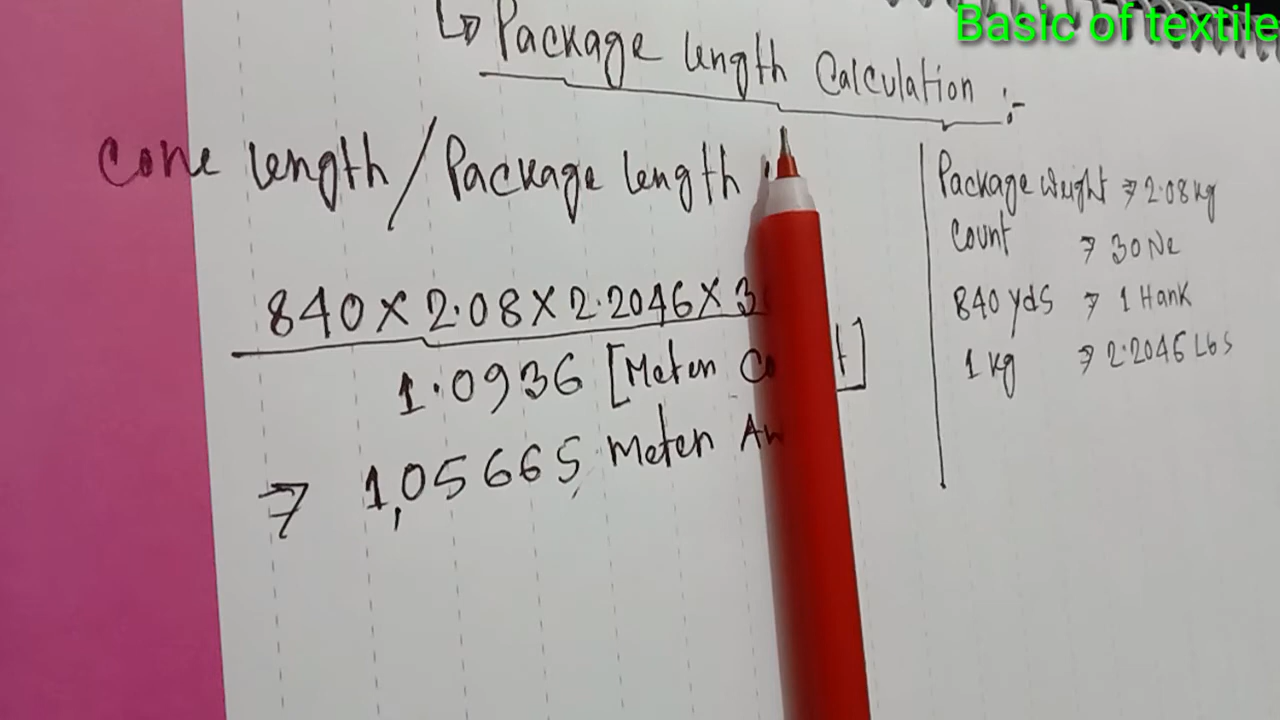 Basic of textile
↳ Package length Calculation :-
Cone length / Package length
840 × 2.08 × 2.2046 × 3
1.0936 [Meter Co t]
⇒ 1,05665 Meter An
Package weight ⇒ 2.08 kg
Count ⇒ 30 Ne
840 yds ⇒ 1 Hank
1 kg ⇒ 2.2046 Lbs